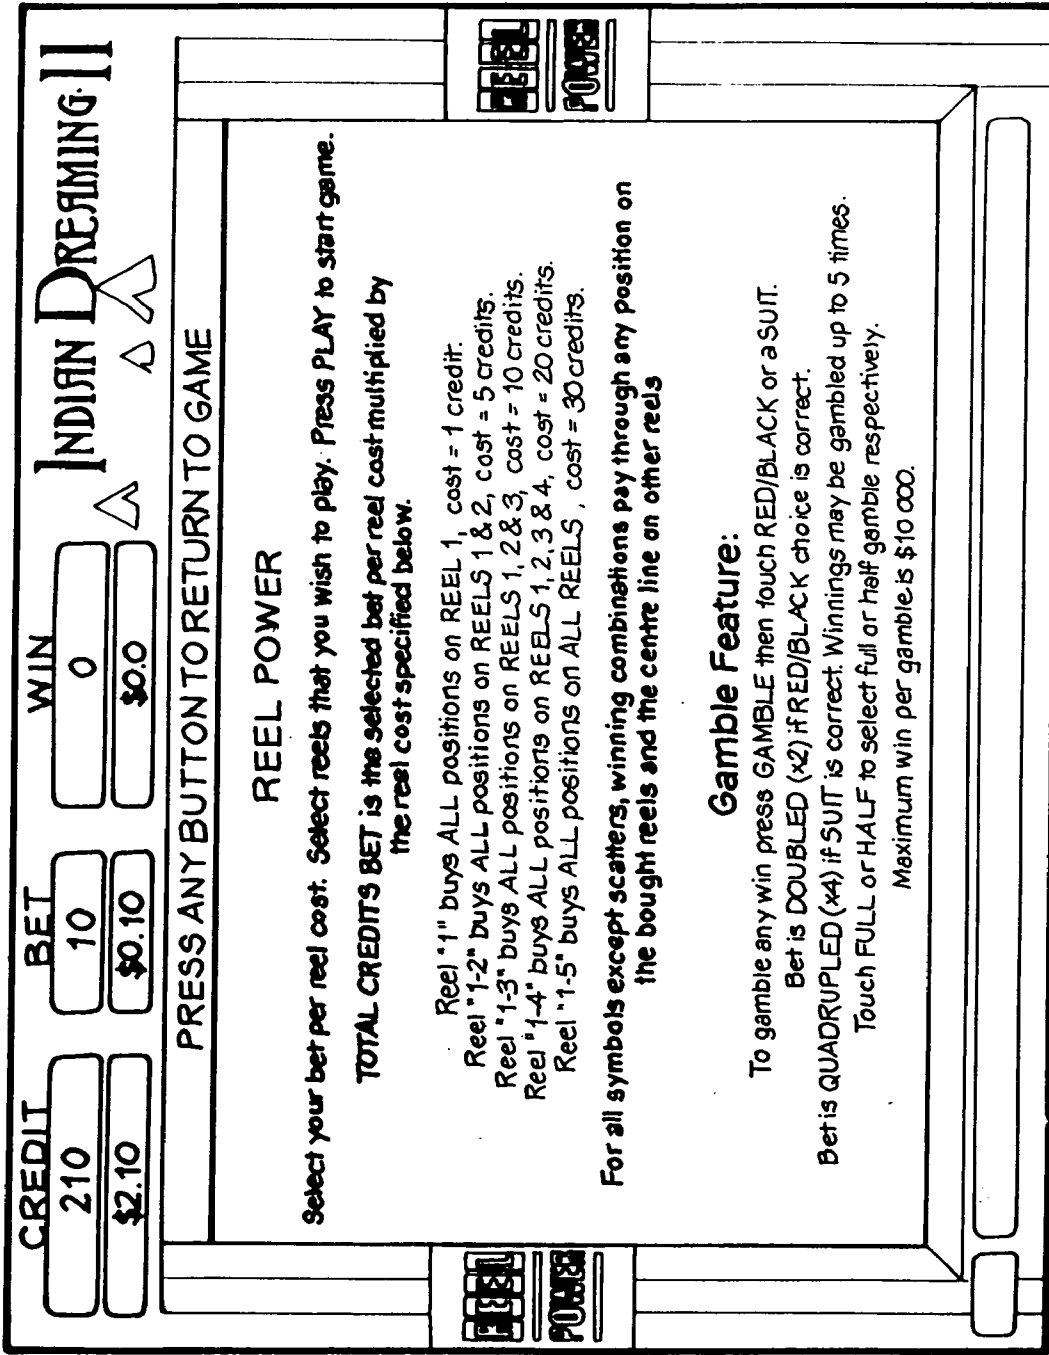 CREDIT BET WIN INDIAN DREAMING II
210 10 0
$2.10 $0.10 $0.0
PRESS ANY BUTTON TO RETURN TO GAME
REEL POWER
REEL POWER
REEL POWER
Select your bet per reel cost. Select reels that you wish to play. Press PLAY to start game.
TOTAL CREDITS BET is the selected bet per reel cost multiplied by
the reel cost specified below.
Reel "1" buys ALL positions on REEL 1, cost = 1 credit.
Reel "1-2" buys ALL positions on REELS 1 & 2, cost = 5 credits.
Reel "1-3" buys ALL positions on REELS 1, 2 & 3, cost = 10 credits.
Reel "1-4" buys ALL positions on REELS 1, 2, 3 & 4, cost = 20 credits.
Reel "1-5" buys ALL positions on ALL REELS, cost = 30 credits.
For all symbols except scatters, winning combinations pay through any position on
the bought reels and the centre line on other reels
Gamble Feature:
To gamble any win press GAMBLE then touch RED/BLACK or a SUIT.
Bet is DOUBLED (x2) if RED/BLACK choice is correct.
Bet is QUADRUPLED (x4) if SUIT is correct. Winnings may be gambled up to 5 times.
Touch FULL or HALF to select full or half gamble respectively.
Maximum win per gamble is $10 000.